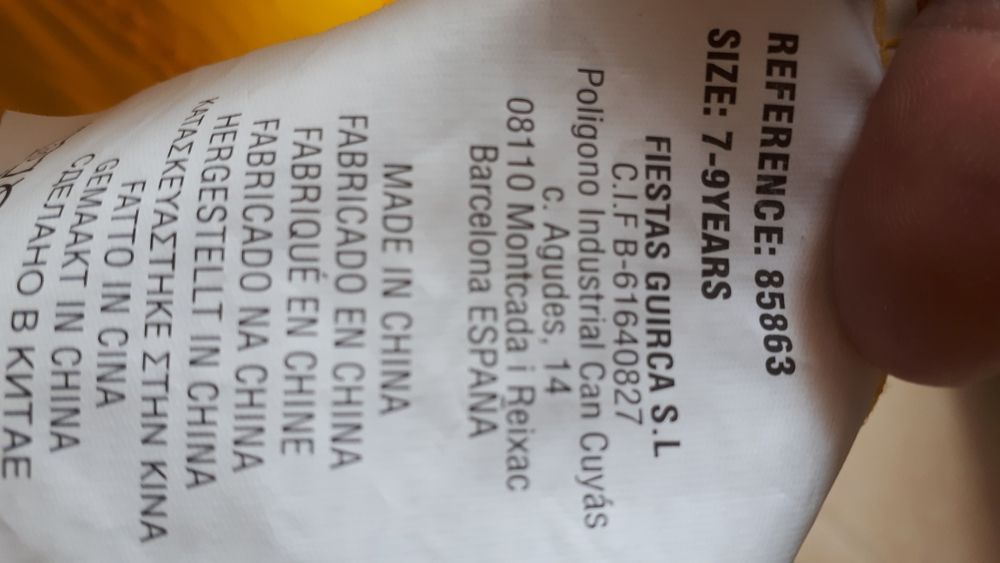 REFERENCE: 85863
SIZE: 7-9YEARS
FIESTAS GUIRCA S.L
C.I.F B-61640827
Poligono Industrial Can Cuyás
c. Agudes, 14
08110 Montcada i Reixac
Barcelona ESPAÑA
MADE IN CHINA
FABRICADO EN CHINA
FABRIQUÉ EN CHINE
FABRICADO NA CHINA
HERGESTELLT IN CHINA
ΚΑΤΑΣΚΕΥΑΣΤΗΚΕ ΣΤΗΝ ΚΙΝΑ
FATTO IN CINA
GEMAAKT IN CHINA
СДЕЛАНО В КИТАЕ